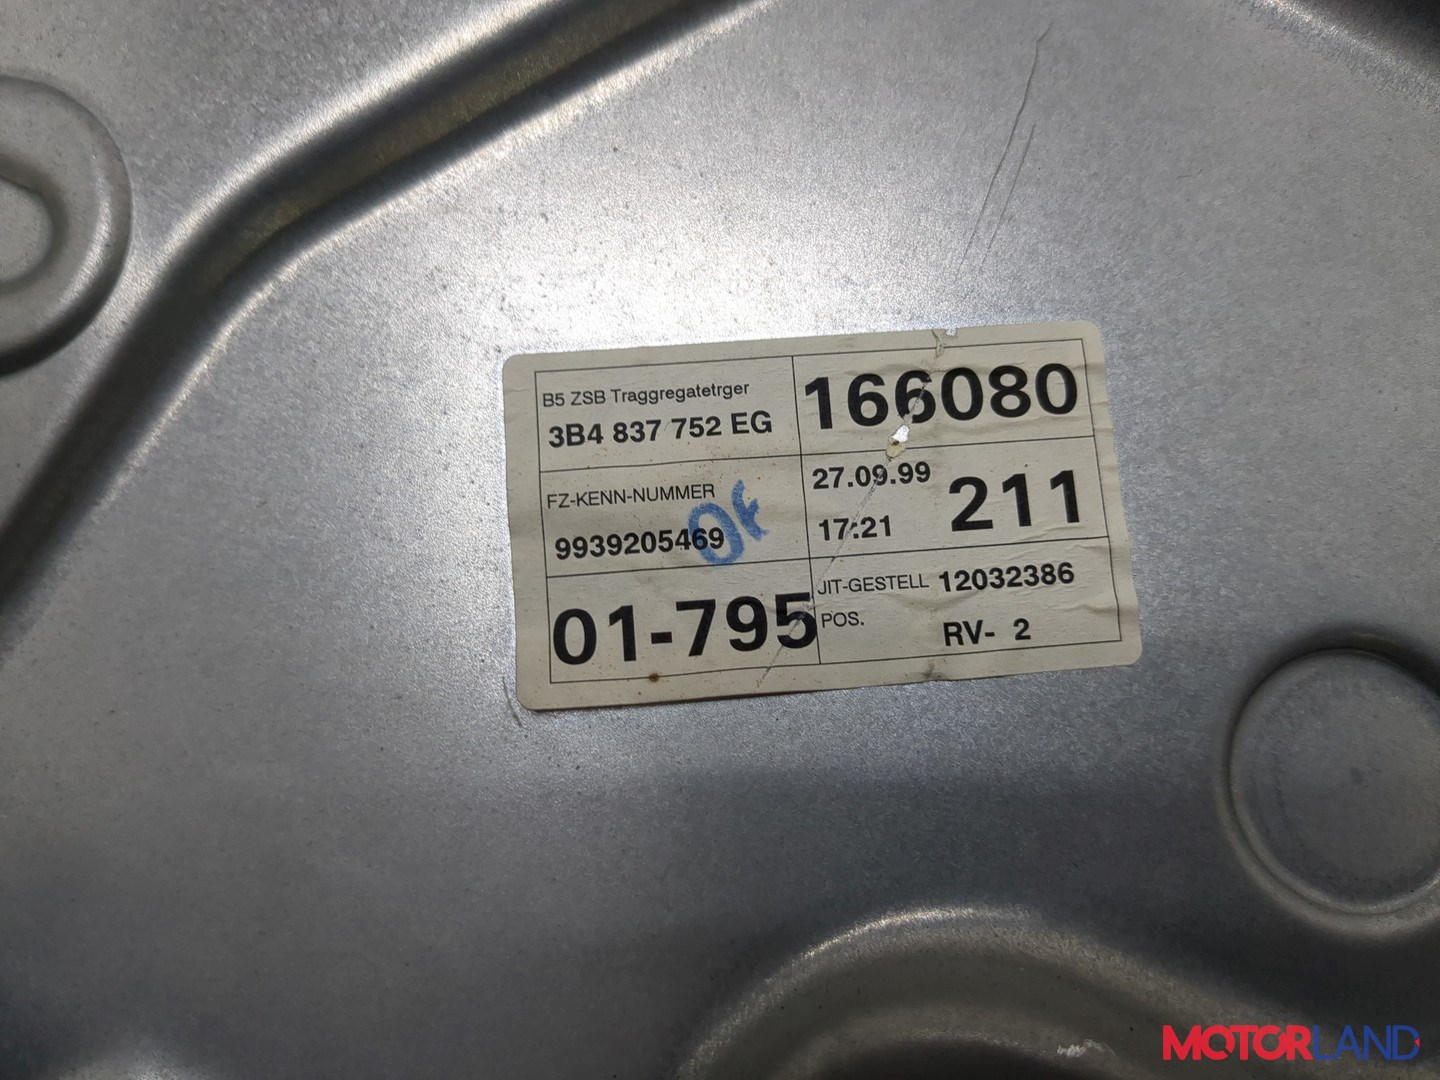 B5 ZSB Traggregatetrger
3B4 837 752 EG
166080
FZ-KENN-NUMMER
9939205469
27.09.99
17:21
211
01-795
JIT-GESTELL 12032386
POS.
RV- 2
MOTORLAND